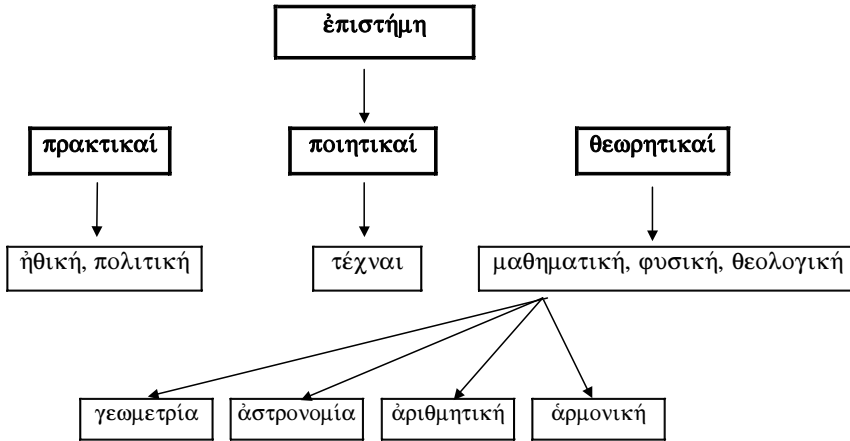 ἐπιστήμη
πρακτικαί
ποιητικαί
θεωρητικαί
ἠθική, πολιτική
τέχναι
μαθηματική, φυσική, θεολογική
γεωμετρία
ἀστρονομία
ἀριθμητική
ἁρμονική